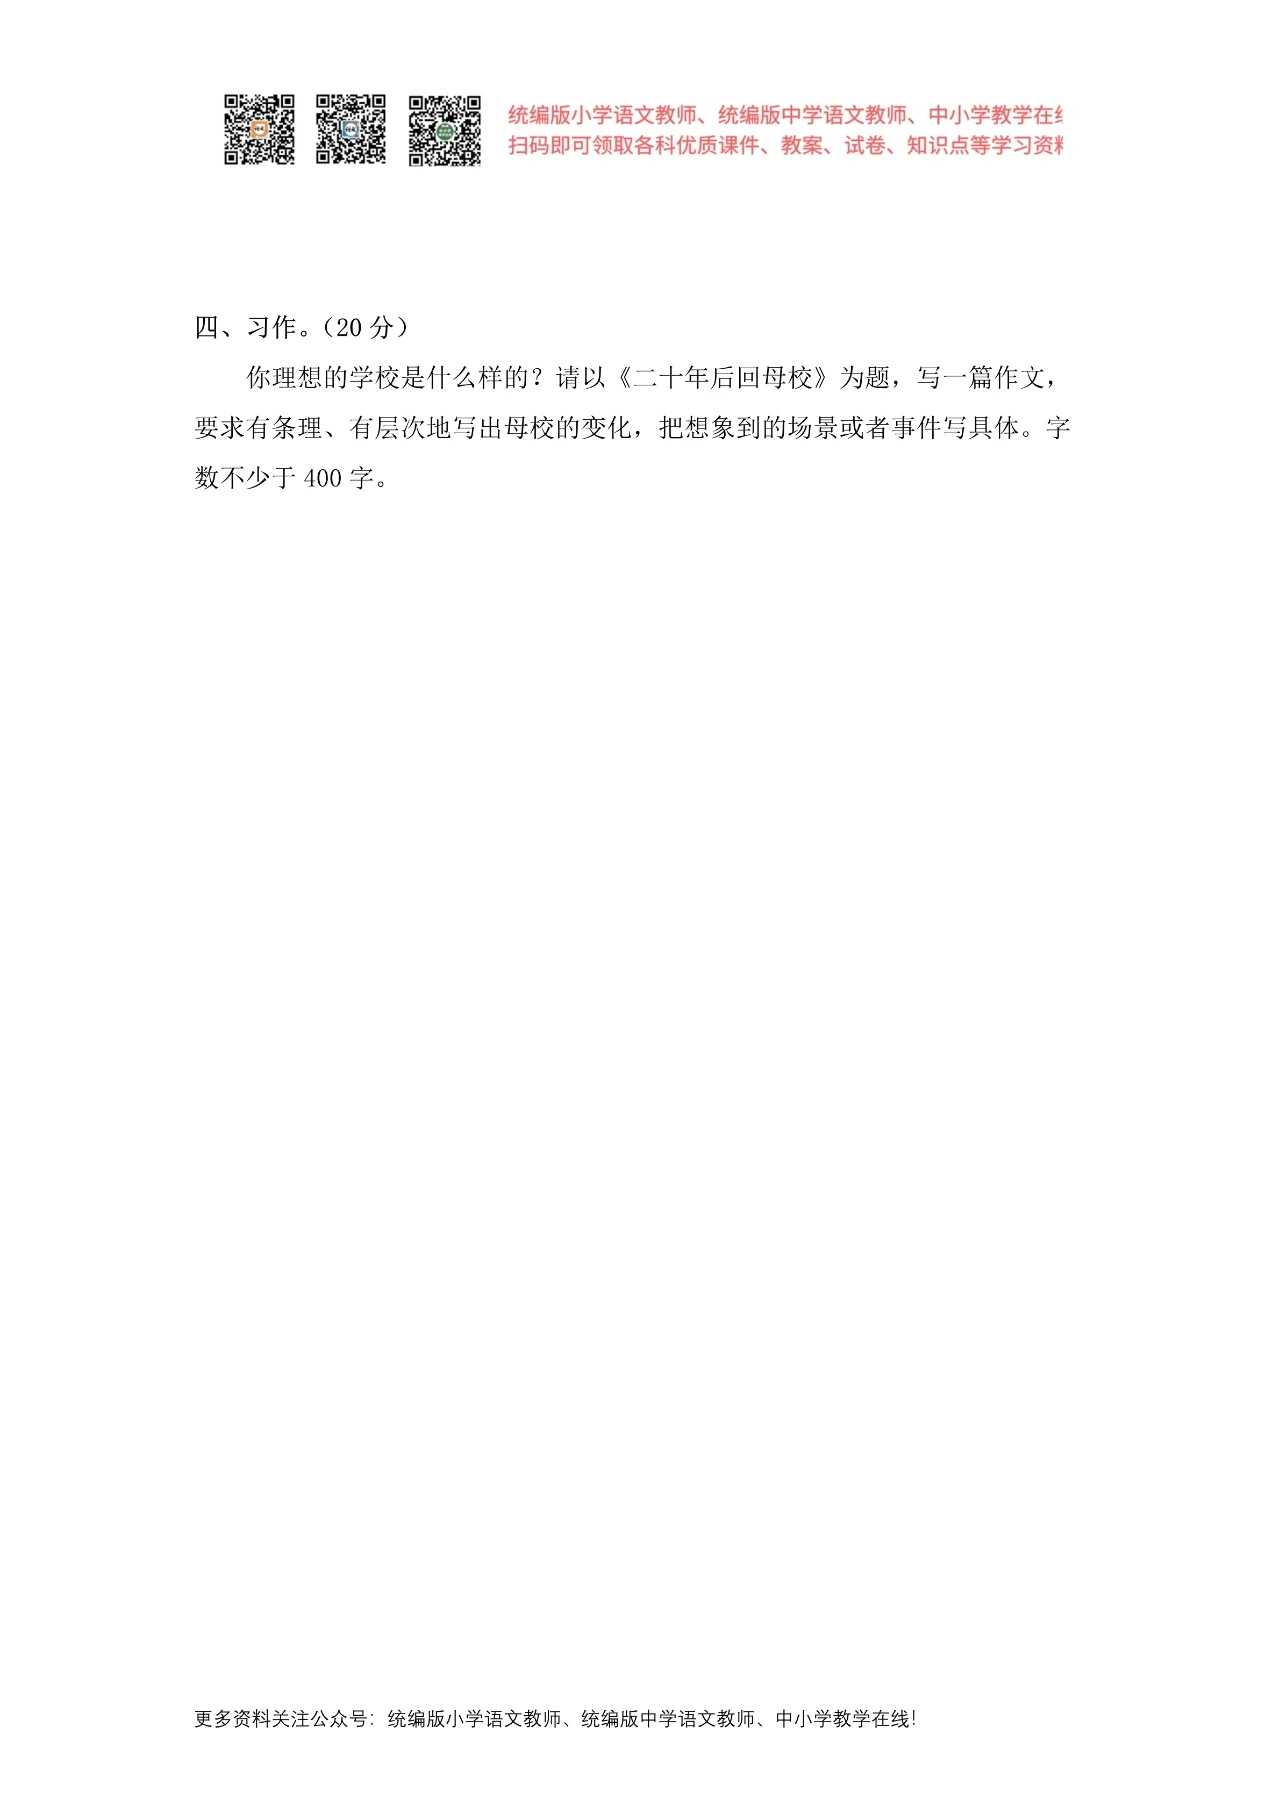 统编版小学语文教师、统编版中学语文教师、中小学教学在线
扫码即可领取各科优质课件、教案、试卷、知识点等学习资料
四、习作。（20 分）
你理想的学校是什么样的？请以《二十年后回母校》为题，写一篇作文，
要求有条理、有层次地写出母校的变化，把想象到的场景或者事件写具体。字
数不少于 400 字。
更多资料关注公众号：统编版小学语文教师、统编版中学语文教师、中小学教学在线！